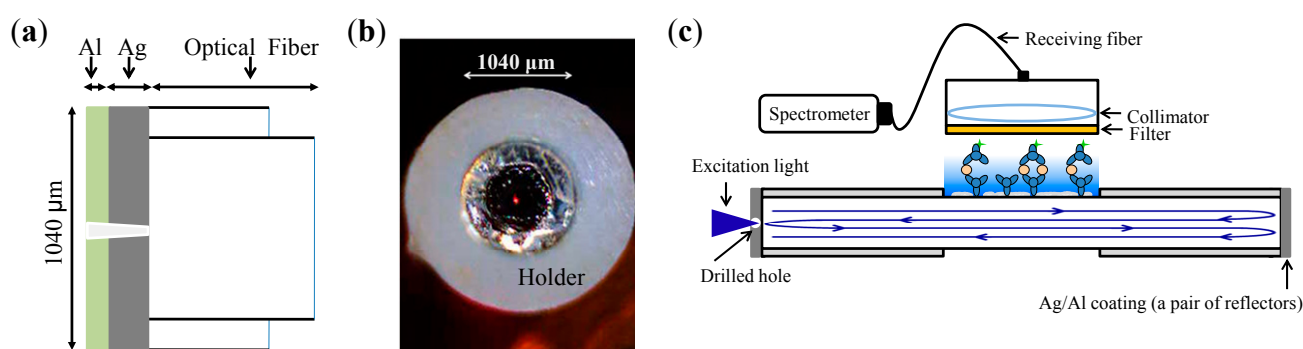 (a)
Al Ag Optical Fiber
1040 µm
(b)
1040 µm
Holder
(c)
Receiving fiber
Spectrometer
Collimator
Filter
Excitation light
Drilled hole
Ag/Al coating (a pair of reflectors)